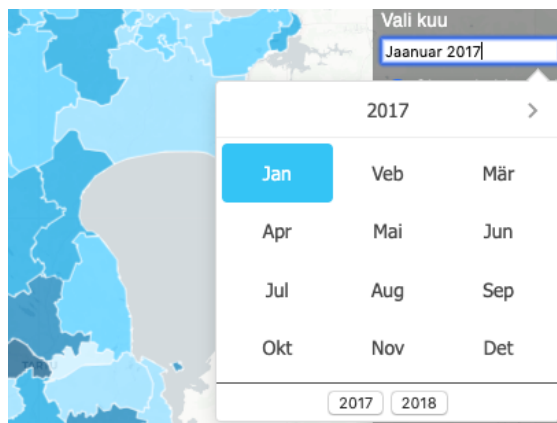 Vali kuu
Jaanuar 2017
2017 >
Jan Veb Mär
Apr Mai Jun
Jul Aug Sep
Okt Nov Det
2017 2018